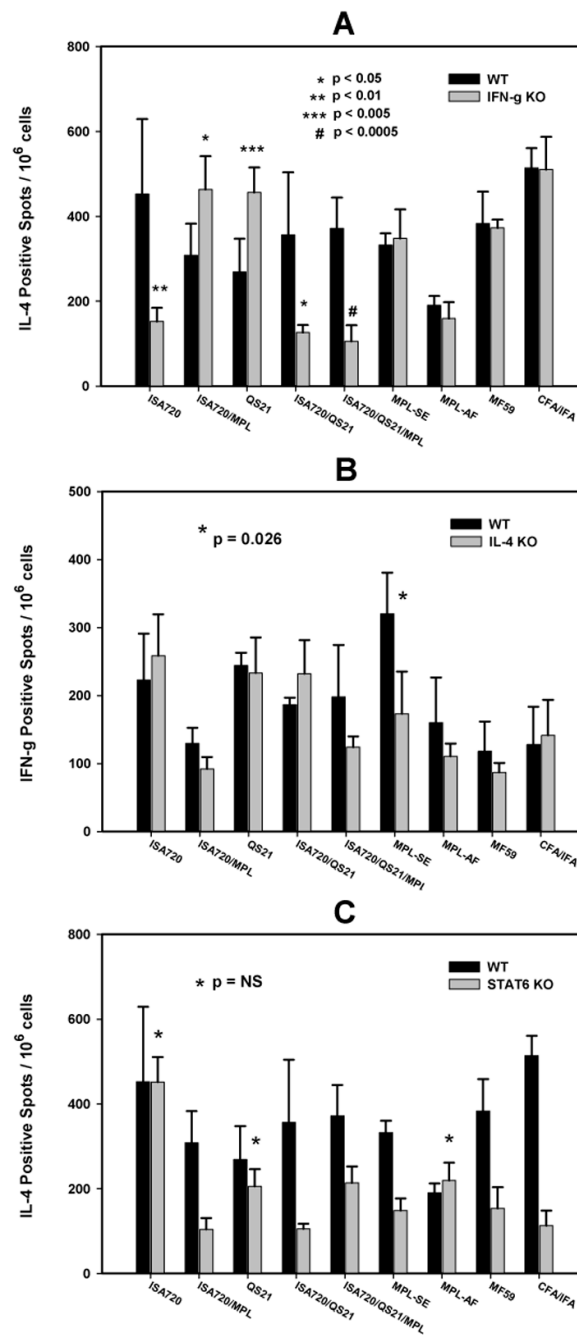 A
IL-4 Positive Spots / 10⁶ cells
800
600
400
200
0
* p < 0.05
** p < 0.01
*** p < 0.005
# p < 0.0005
WT
IFN-g KO
**
*
***
*
#
ISA720
ISA720/MPL
QS21
ISA720/QS21
ISA720/QS21/MPL
MPL-SE
MPL-AF
MF59
CFA/IFA
B
IFN-g Positive Spots / 10⁶ cells
500
400
300
200
100
0
* p = 0.026
WT
IL-4 KO
*
ISA720
ISA720/MPL
QS21
ISA720/QS21
ISA720/QS21/MPl
MPL-SE
MPL-AF
MF59
CFA/IFA
C
IL-4 Positive Spots / 10⁶ cells
800
600
400
200
0
* p = NS
WT
STAT6 KO
*
*
*
ISA720
ISA720/MPL
QS21
ISA720/QS21
ISA720/QS21/MPL
MPL-SE
MPL-AF
MF59
CFA/IFA